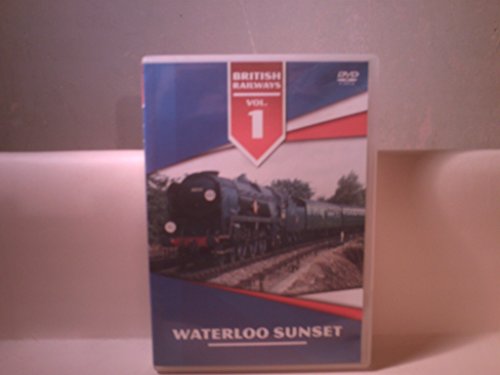 BRITISH
RAILWAYS
VOL.
1
DVD
WATERLOO SUNSET